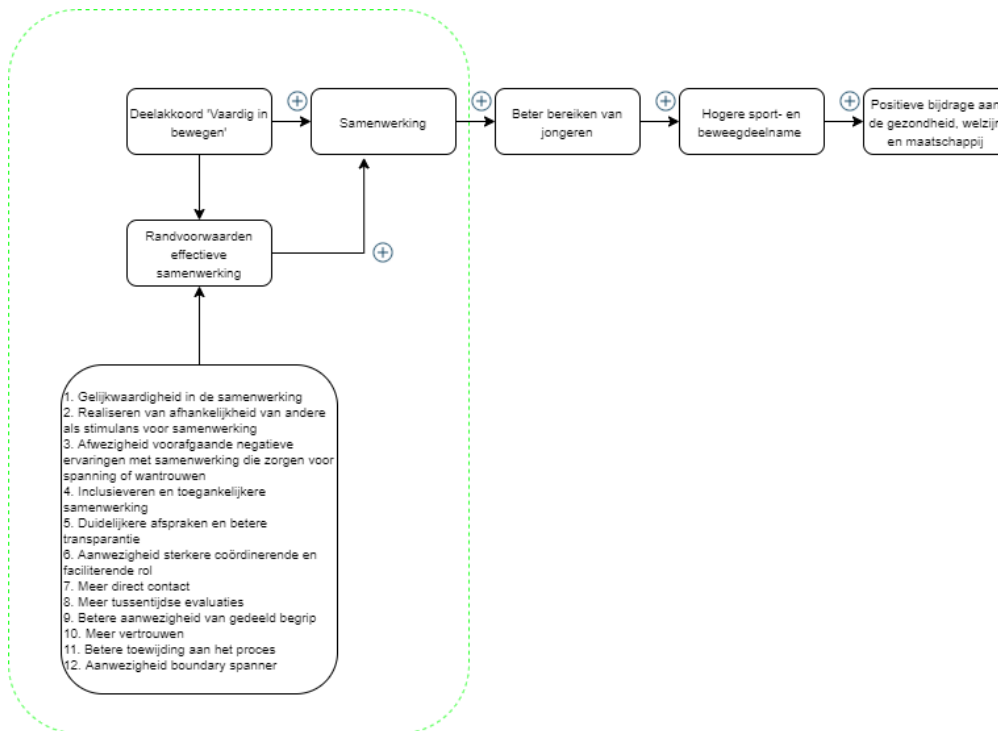 Deelakkoord 'Vaardig in
bewegen'
Samenwerking
Beter bereiken van
jongeren
Hogere sport- en
beweegdeelname
Positieve bijdrage aan
de gezondheid, welzijn
en maatschappij
Randvoorwaarden
effectieve
samenwerking
1. Gelijkwaardigheid in de samenwerking
2. Realiseren van afhankelijkheid van andere
als stimulans voor samenwerking
3. Afwezigheid voorafgaande negatieve
ervaringen met samenwerking die zorgen voor
spanning of wantrouwen
4. Inclusieveren en toegankelijkere
samenwerking
5. Duidelijkere afspraken en betere
transparantie
6. Aanwezigheid sterkere coördinerende en
faciliterende rol
7. Meer direct contact
8. Meer tussentijdse evaluaties
9. Betere aanwezigheid van gedeeld begrip
10. Meer vertrouwen
11. Betere toewijding aan het proces
12. Aanwezigheid boundary spanner